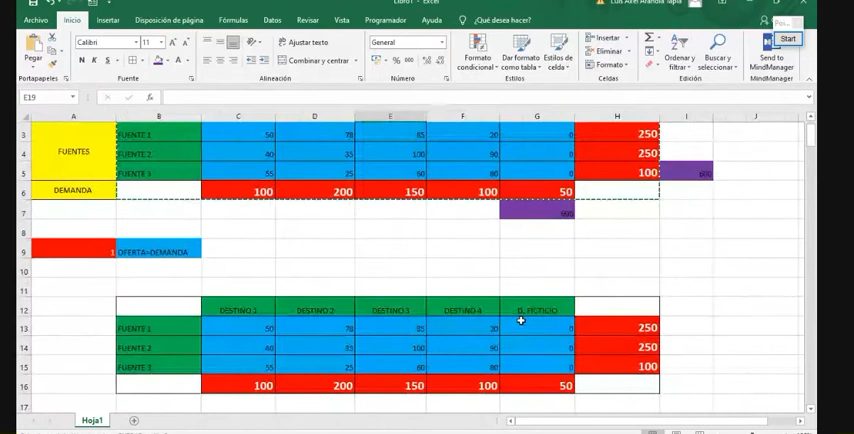 Libro1 - Excel
Luis Ariel Arandia Tapia
Archivo Inicio Insertar Disposición de página Fórmulas Datos Revisar Vista Programador Ayuda ¿Qué desea hacer?
Start
Pegar
Calibri 11
N K S
Ajustar texto
Combinar y centrar
General
Formato condicional
Dar formato como tabla
Estilos de celda
Insertar
Eliminar
Formato
Ordenar y filtrar
Buscar y seleccionar
Send to MindManager
Portapapeles Fuente Alineación Número Estilos Celdas Edición MindManager
E19 fx
A B C D E F G H I J
3 FUENTE 1 50 78 85 20 0 250
4 FUENTES FUENTE 2 40 35 100 90 0 250
5 FUENTE 3 55 25 60 80 0 100 600
6 DEMANDA 100 200 150 100 50
7 600
8
9 1 OFERTA=DEMANDA
10
11
12 DESTINO 1 DESTINO 2 DESTINO 3 DESTINO 4 D. FICTICIO
13 FUENTE 1 50 78 85 20 0 250
14 FUENTE 2 40 35 100 90 0 250
15 FUENTE 3 55 25 60 80 0 100
16 100 200 150 100 50
17
Hoja1